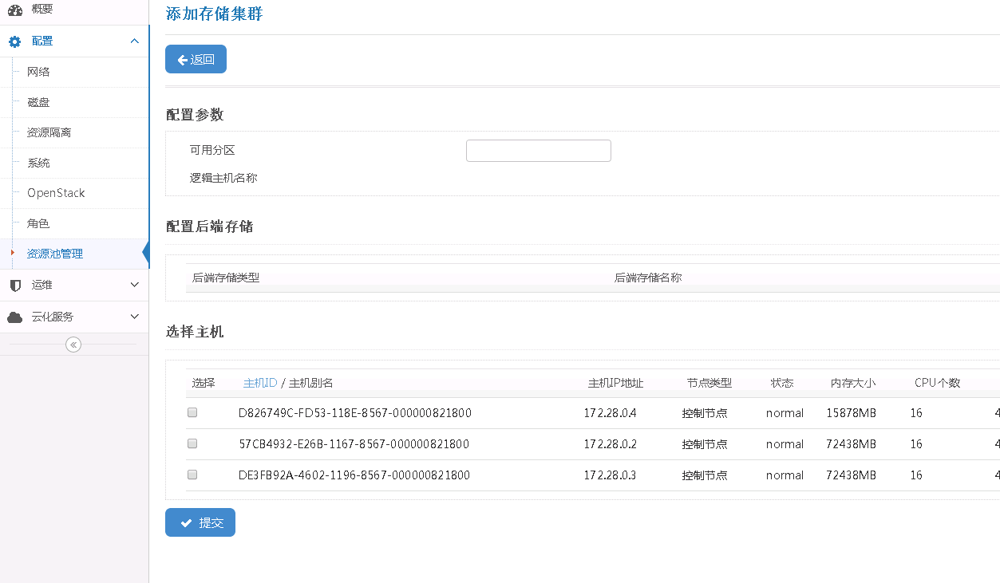 概要
配置
网络
磁盘
资源隔离
系统
OpenStack
角色
资源池管理
运维
云化服务
添加存储集群
返回
配置参数
可用分区
逻辑主机名称
配置后端存储
后端存储类型 后端存储名称
选择主机
选择 主机ID / 主机别名 主机IP地址 节点类型 状态 内存大小 CPU个数
D826749C-FD53-118E-8567-000000821800 172.28.0.4 控制节点 normal 15878MB 16 4
57CB4932-E26B-1167-8567-000000821800 172.28.0.2 控制节点 normal 72438MB 16 4
DE3FB92A-4602-1196-8567-000000821800 172.28.0.3 控制节点 normal 72438MB 16 4
提交